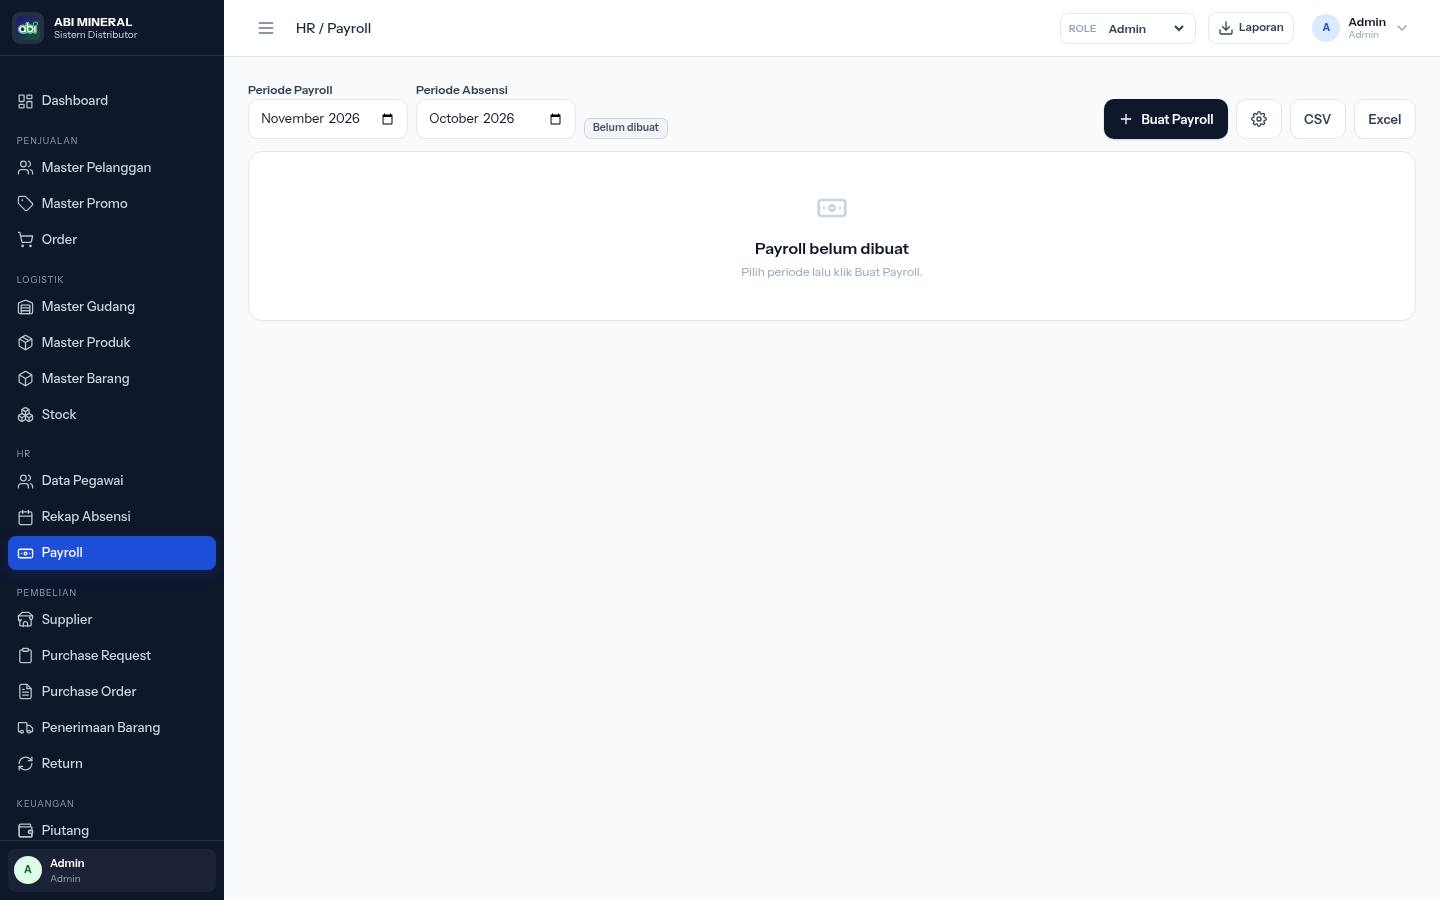 abi
ABI MINERAL
Sistem Distributor
HR / Payroll
ROLE Admin
Laporan
A
Admin
Admin
Dashboard
PENJUALAN
Master Pelanggan
Master Promo
Order
LOGISTIK
Master Gudang
Master Produk
Master Barang
Stock
HR
Data Pegawai
Rekap Absensi
Payroll
PEMBELIAN
Supplier
Purchase Request
Purchase Order
Penerimaan Barang
Return
KEUANGAN
Piutang
A
Admin
Admin
Periode Payroll
November 2026
Periode Absensi
October 2026
Belum dibuat
Buat Payroll
CSV
Excel
Payroll belum dibuat
Pilih periode lalu klik Buat Payroll.